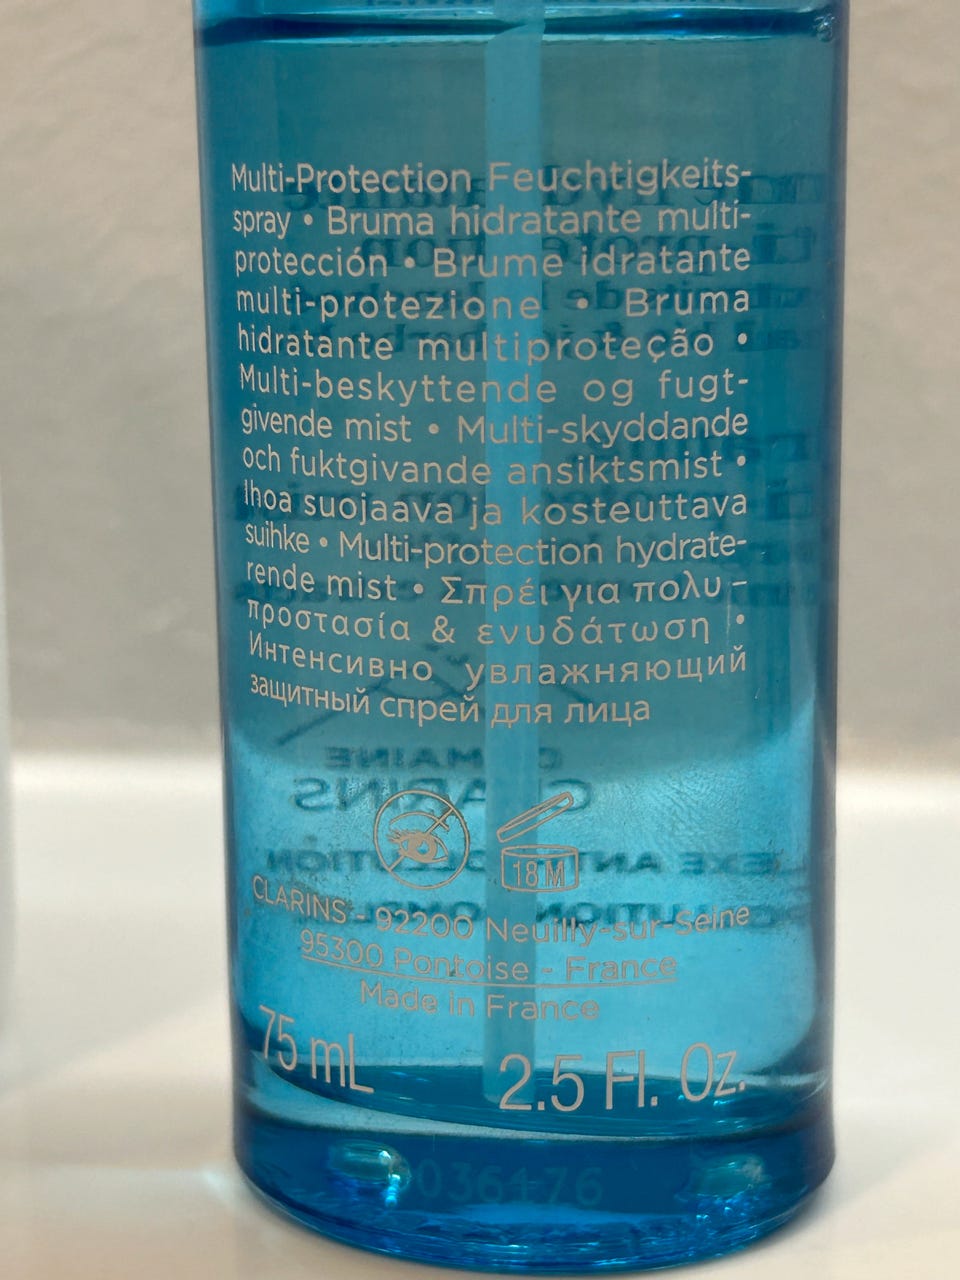 Multi-Protection Feuchtigkeits-
spray • Bruma hidratante multi-
protección • Brume idratante
multi-protezione • Bruma
hidratante multiproteção •
Multi-beskyttende og fugt-
givende mist • Multi-skyddande
och fuktgivande ansiktsmist •
Ihoa suojaava ja kosteuttava
suihke • Multi-protection hydrate-
rende mist • Σπρέι για πολυ-
προστασία & ενυδάτωση •
Интенсивно увлажняющий
защитный спрей для лица
18 M
CLARINS - 92200 Neuilly-sur-Seine
95300 Pontoise - France
Made in France
75 mL 2.5 Fl. Oz.
036176